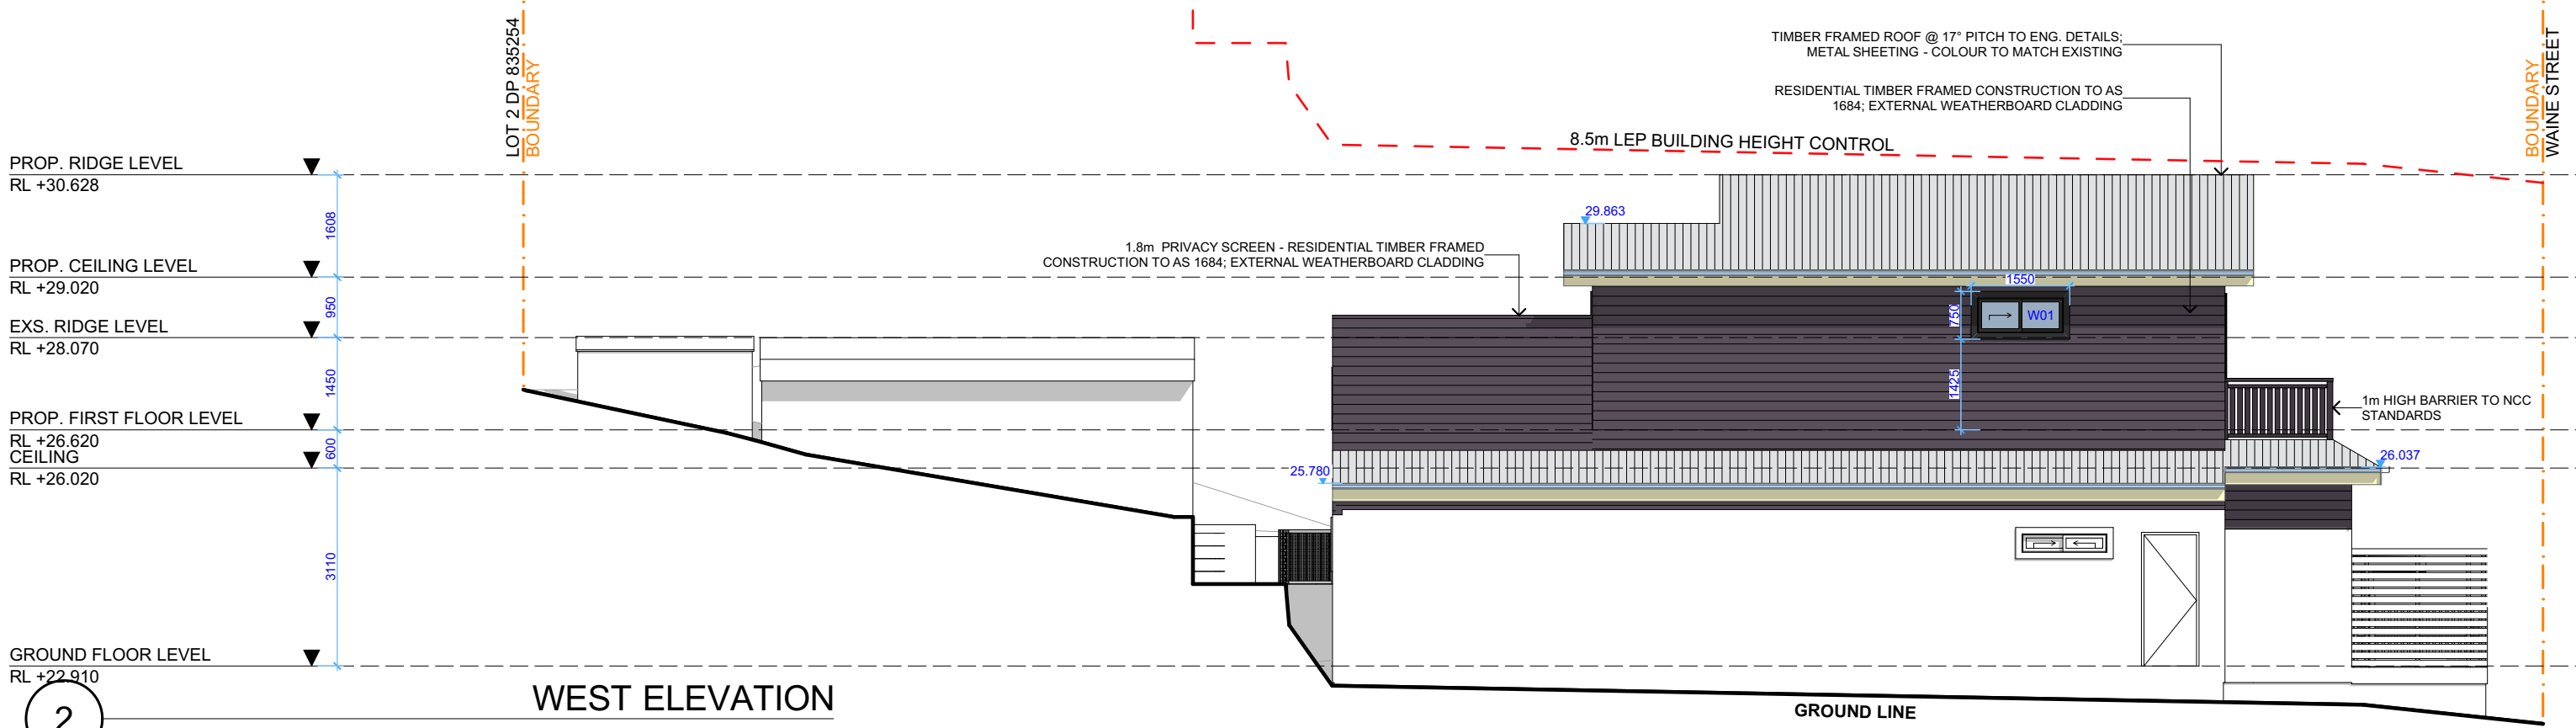 PROP. RIDGE LEVEL
RL +30.628
1608
PROP. CEILING LEVEL
RL +29.020
950
EXS. RIDGE LEVEL
RL +28.070
1450
PROP. FIRST FLOOR LEVEL
RL +26.620
600
CEILING
RL +26.020
3110
GROUND FLOOR LEVEL
RL +22.910
2
WEST ELEVATION
LOT 2 DP 835254
BOUNDARY
TIMBER FRAMED ROOF @ 17° PITCH TO ENG. DETAILS;
METAL SHEETING - COLOUR TO MATCH EXISTING
RESIDENTIAL TIMBER FRAMED CONSTRUCTION TO AS
1684; EXTERNAL WEATHERBOARD CLADDING
8.5m LEP BUILDING HEIGHT CONTROL
29.863
1.8m PRIVACY SCREEN - RESIDENTIAL TIMBER FRAMED
CONSTRUCTION TO AS 1684; EXTERNAL WEATHERBOARD CLADDING
1550
750
W01
1425
1m HIGH BARRIER TO NCC
STANDARDS
25.780
26.037
GROUND LINE
BOUNDARY
WAINE STREET